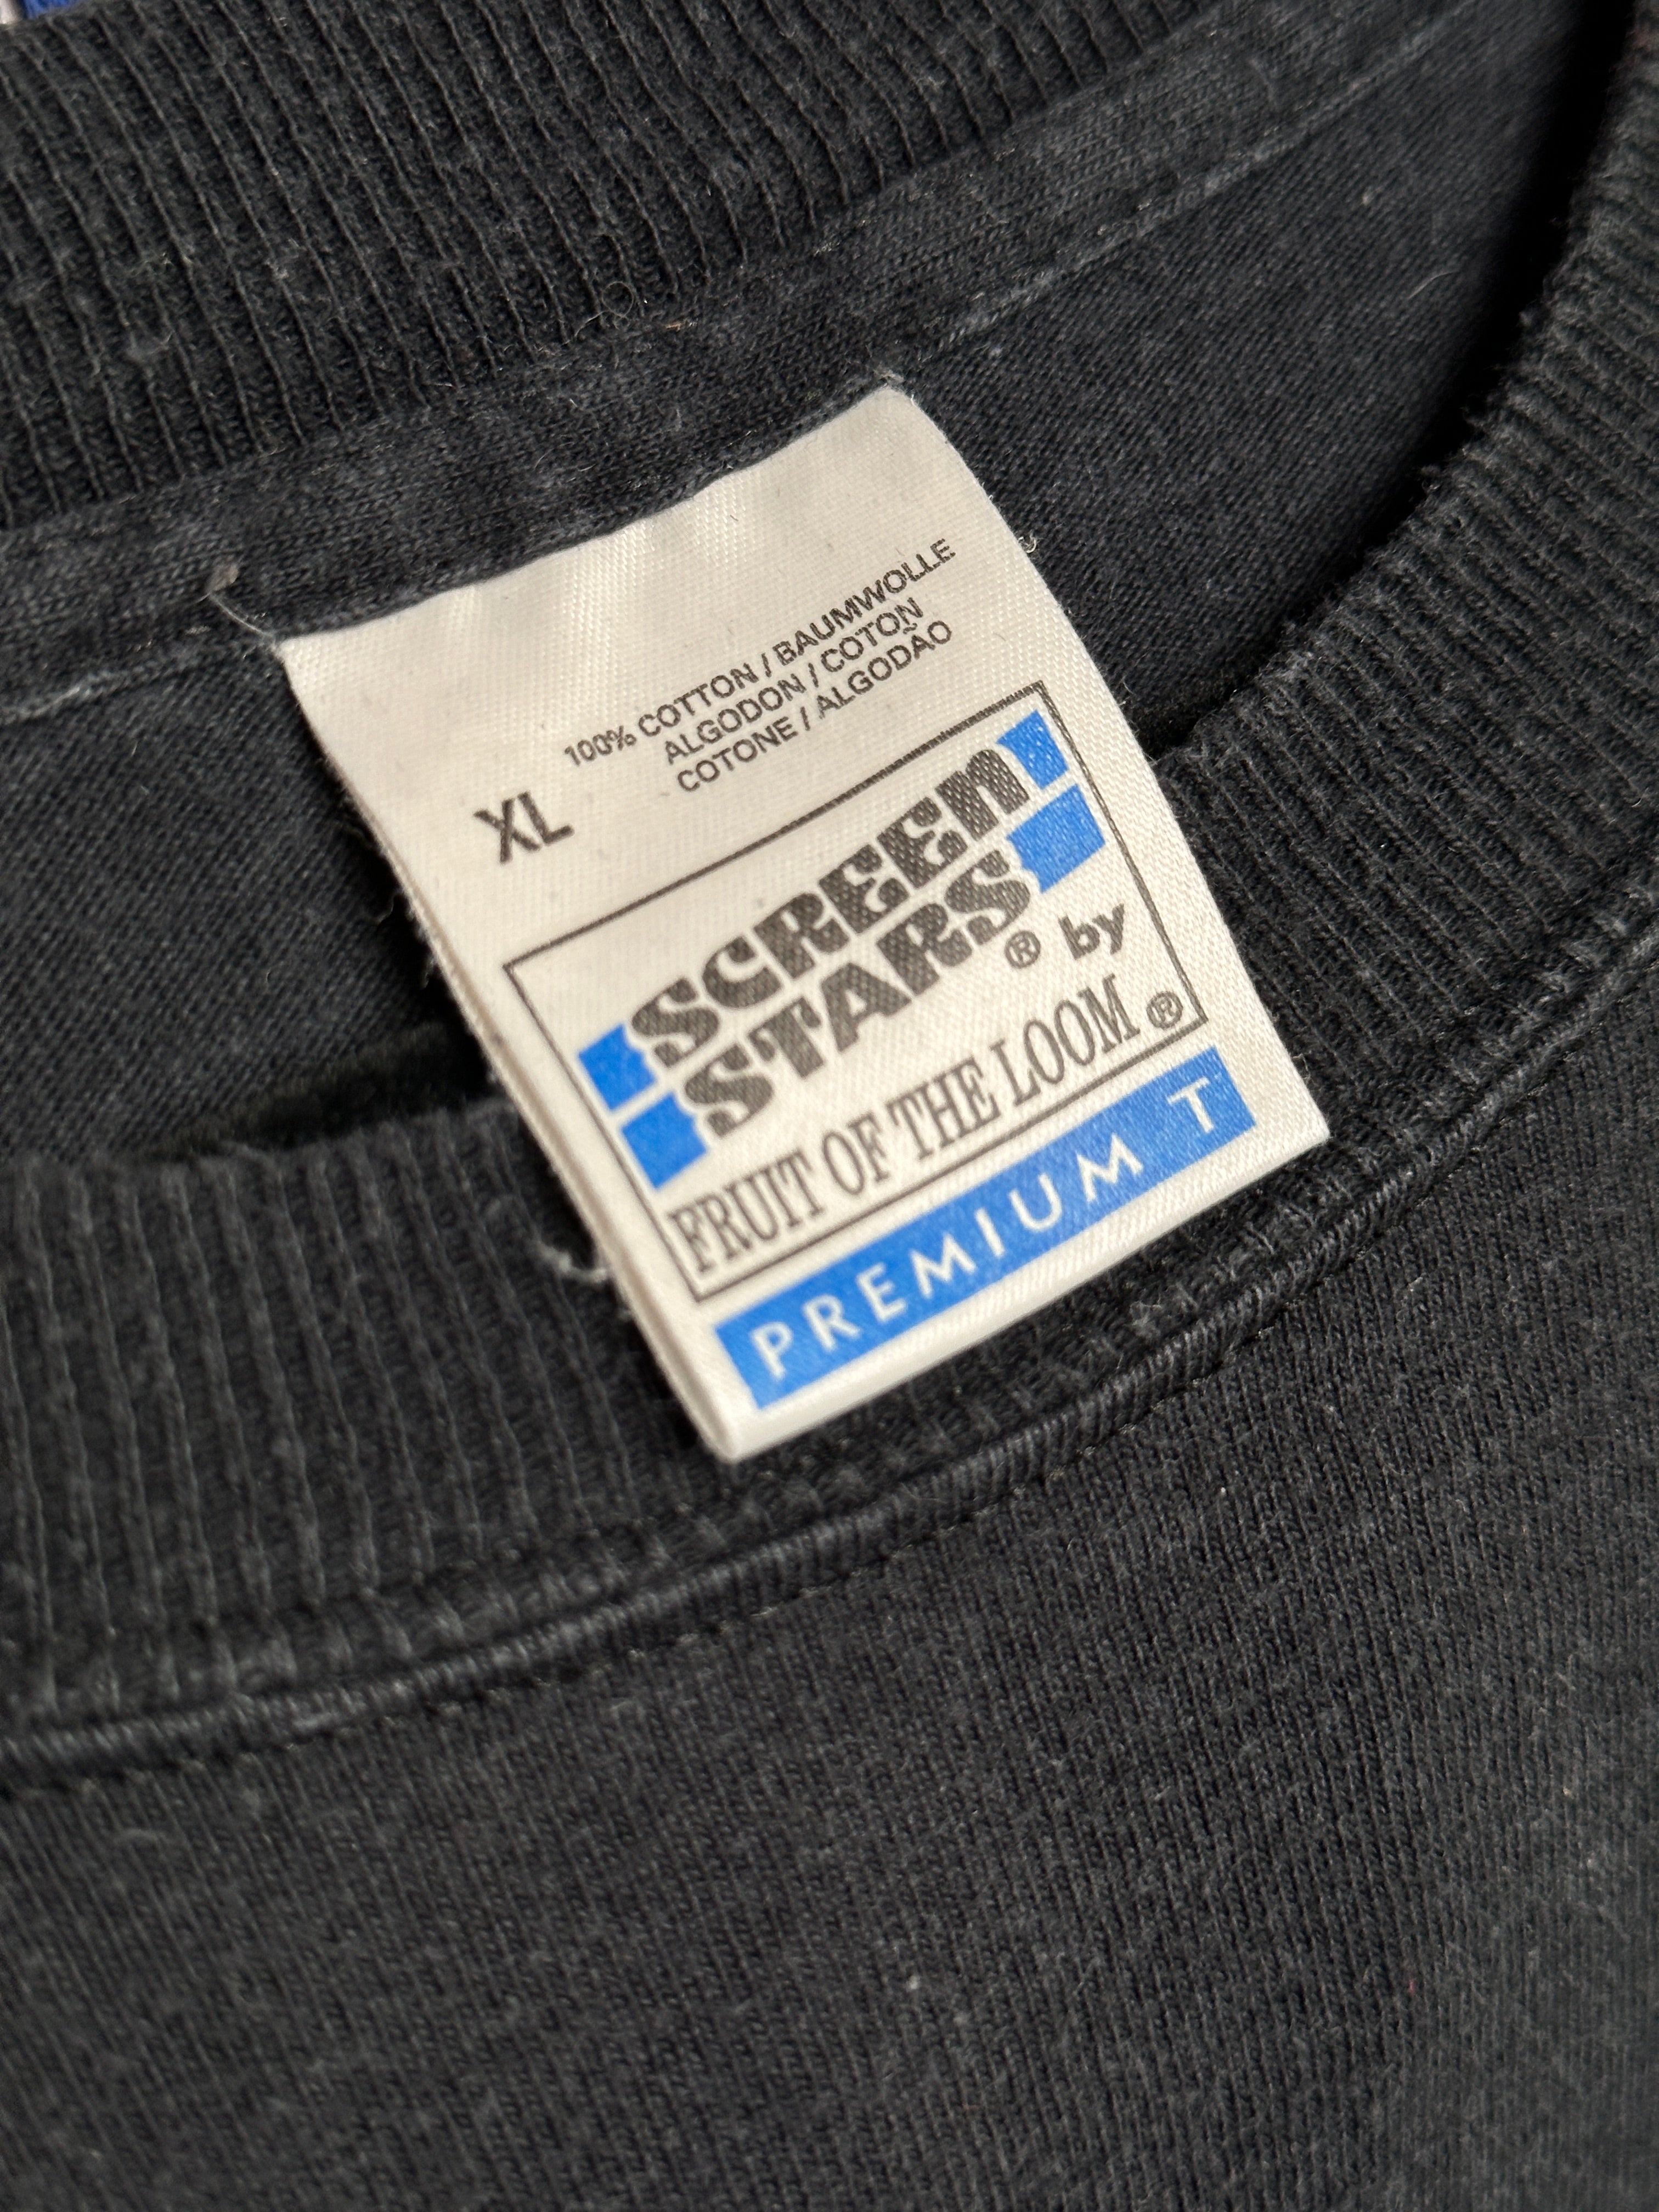 100% COTTON / BAUMWOLLE
ALGODON / COTON
COTONE / ALGODÃO
XL
SCREEN
STARS® by
FRUIT OF THE LOOM®
PREMIUM T